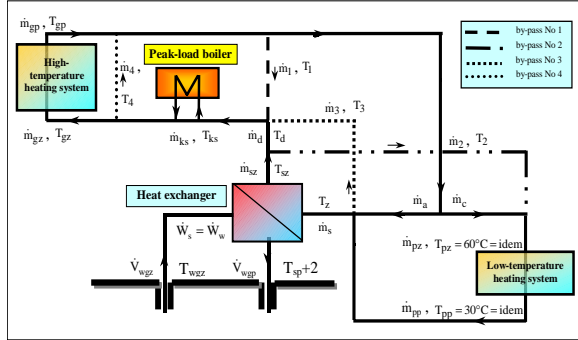 ṁgp , Tgp
by-pass No 1
by-pass No 2
by-pass No 3
by-pass No 4
High-
temperature
heating system
Peak-load boiler
ṁ4,
T4
ṁ1, T1
ṁ3, T3
ṁgz, Tgz
ṁks
Tks
ṁd
Td
ṁ2, T2
ṁsz
Tsz
Heat exchanger
Tz
ṁs
ṁa
ṁc
Ẇs = Ẇw
ṁpz , Tpz = 60°C = idem
Low-temperature
heating system
V̇wgz
Twgz
V̇wgp
Tsp+2
ṁpp , Tpp = 30°C = idem